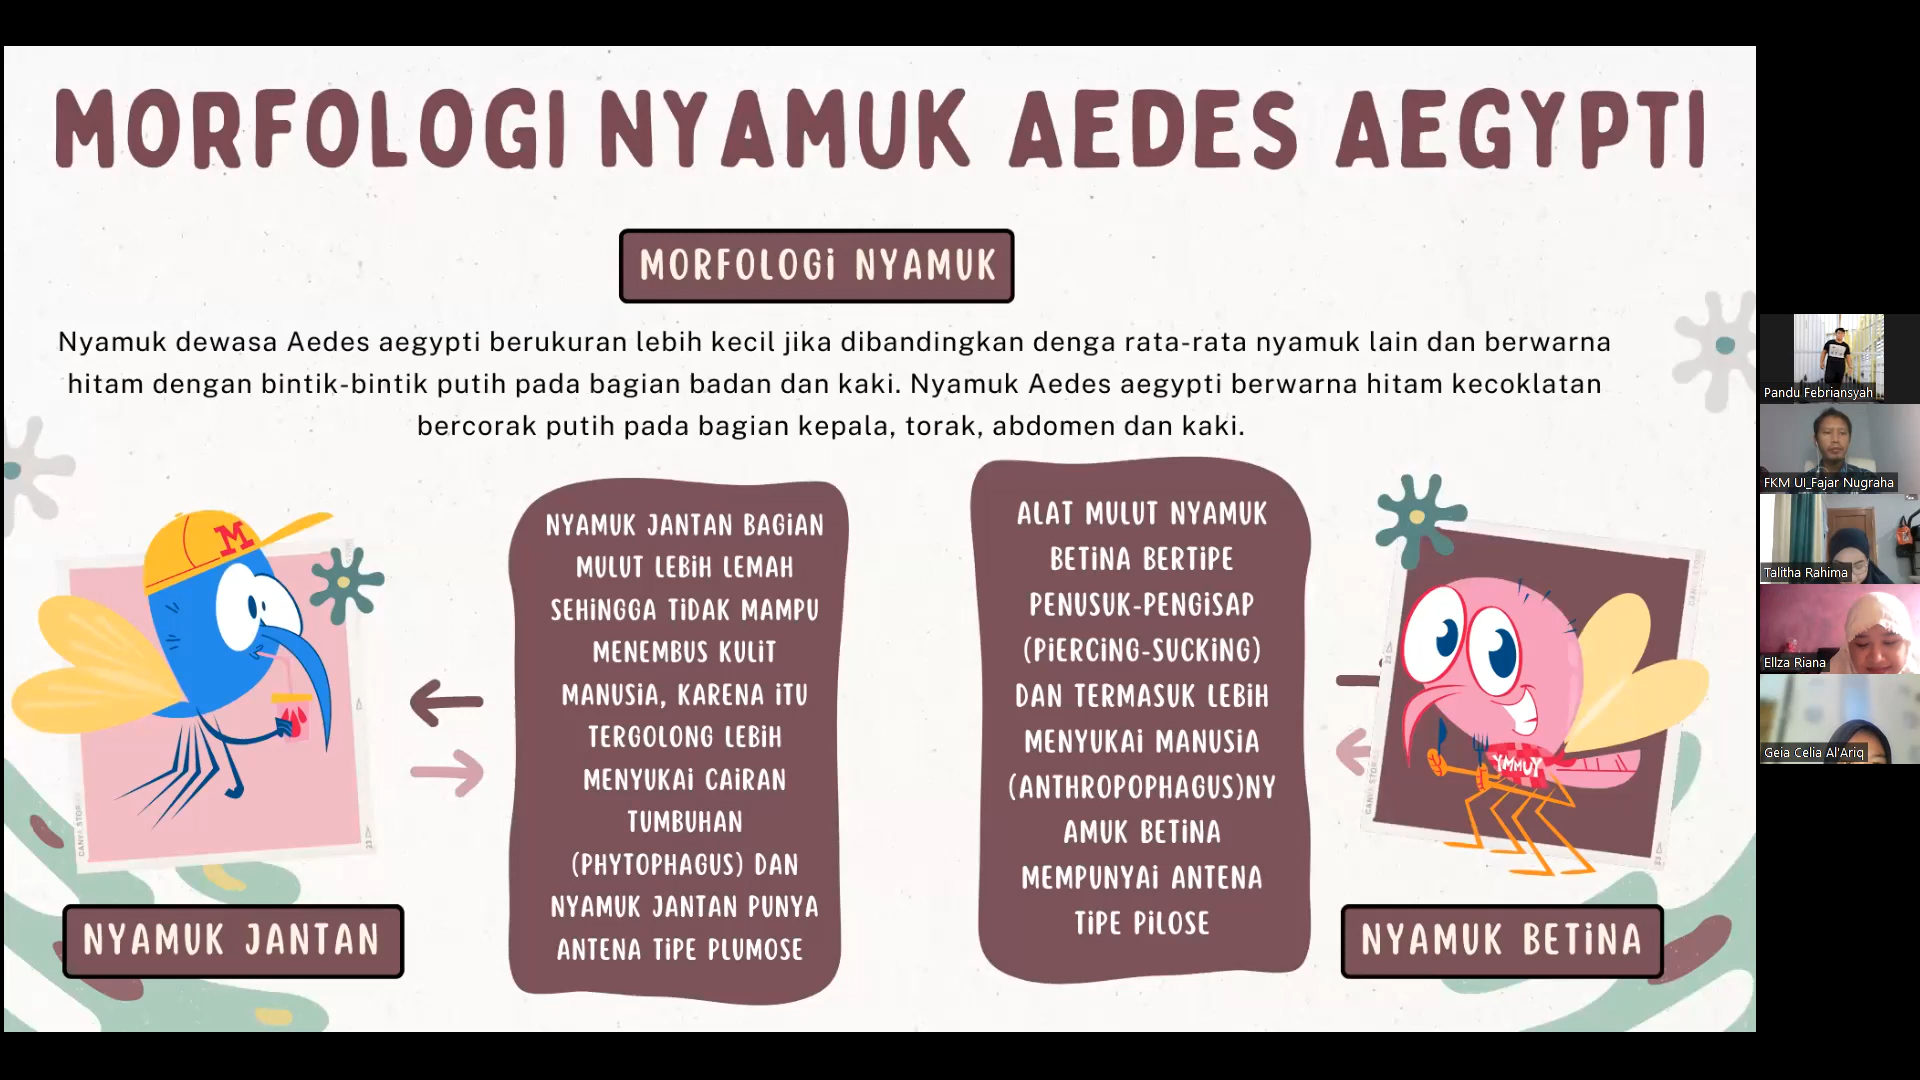 MORFOLOGI NYAMUK AEDES AEGYPTI
MORFOLOGI NYAMUK
Nyamuk dewasa Aedes aegypti berukuran lebih kecil jika dibandingkan denga rata-rata nyamuk lain dan berwarna
hitam dengan bintik-bintik putih pada bagian badan dan kaki. Nyamuk Aedes aegypti berwarna hitam kecoklatan
bercorak putih pada bagian kepala, torak, abdomen dan kaki.
NYAMUK JANTAN BAGIAN
MULUT LEBIH LEMAH
SEHINGGA TIDAK MAMPU
MENEMBUS KULIT
MANUSIA, KARENA ITU
TERGOLONG LEBIH
MENYUKAI CAIRAN
TUMBUHAN
(PHYTOPHAGUS) DAN
NYAMUK JANTAN PUNYA
ANTENA TIPE PLUMOSE
ALAT MULUT NYAMUK
BETINA BERTIPE
PENUSUK-PENGISAP
(PIERCING-SUCKING)
DAN TERMASUK LEBIH
MENYUKAI MANUSIA
(ANTHROPOPHAGUS)NY
AMUK BETINA
MEMPUNYAI ANTENA
TIPE PILOSE
M
YMMUY
NYAMUK JANTAN
NYAMUK BETINA
Pandu Febriansyah
FKM UI_Fajar Nugraha
Talitha Rahima
Ellza Riana
Geia Celia Al'Ariq